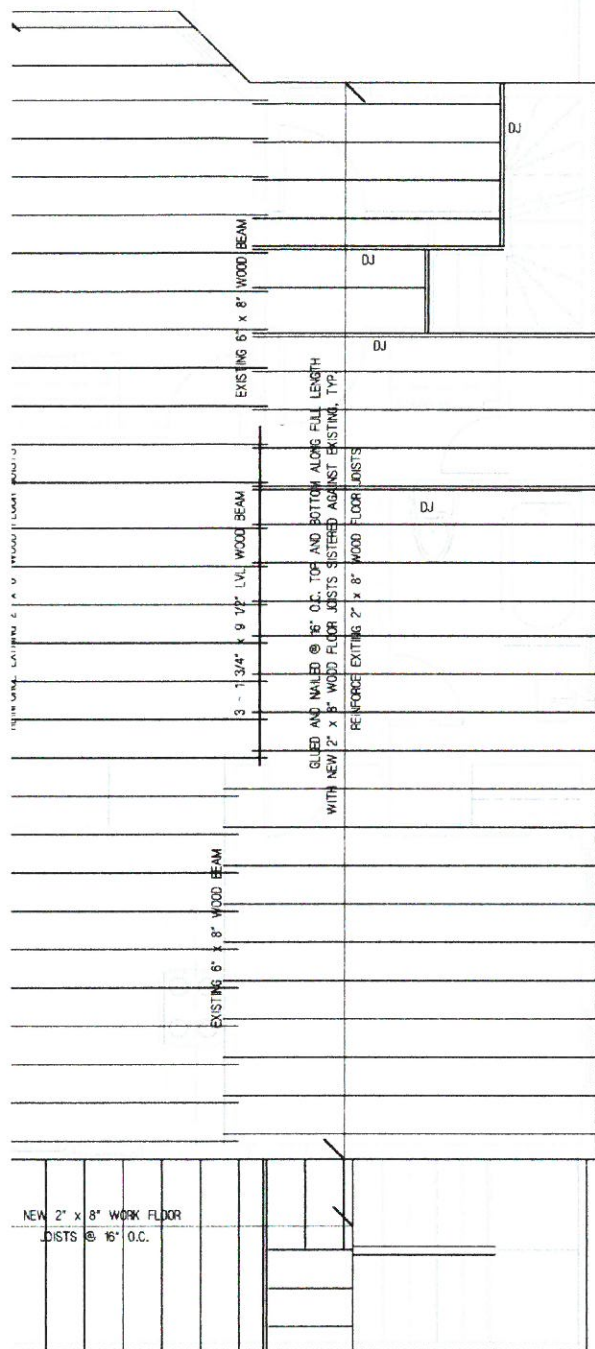 DJ
EXISTING 6" x 8" WOOD BEAM
DJ
DJ
REINFORCE EXITING 2" x 8" WOOD FLOOR JOISTS
WITH NEW 2" x 8" WOOD FLOOR JOISTS SISTERED AGAINST EXISTING, TYP.
GLUED AND NAILED @ 16" O.C. TOP AND BOTTOM ALONG FULL LENGTH
DJ
3 - 1 3/4" x 9 1/2" LVL WOOD BEAM
EXISTING 6" x 8" WOOD BEAM
NEW 2" x 8" WORK FLOOR
JOISTS @ 16" O.C.